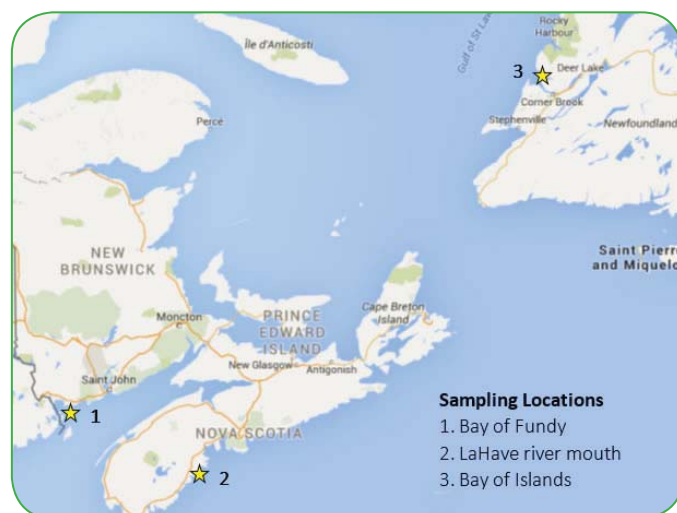 Île d'Anticosti
Gulf of St Law
Rocky
Harbour
3
Deer Lake
Corner Brook
Stephenville
Newfoundland
Percé
Saint Pierre
and Miquelo
NEW
BRUNSWICK
Moncton
PRINCE
EDWARD
ISLAND
Cape Breton
Island
New Glasgow
Antigonish
Saint John
1
NOVA SCOTIA
2
Sampling Locations
1. Bay of Fundy
2. LaHave river mouth
3. Bay of Islands